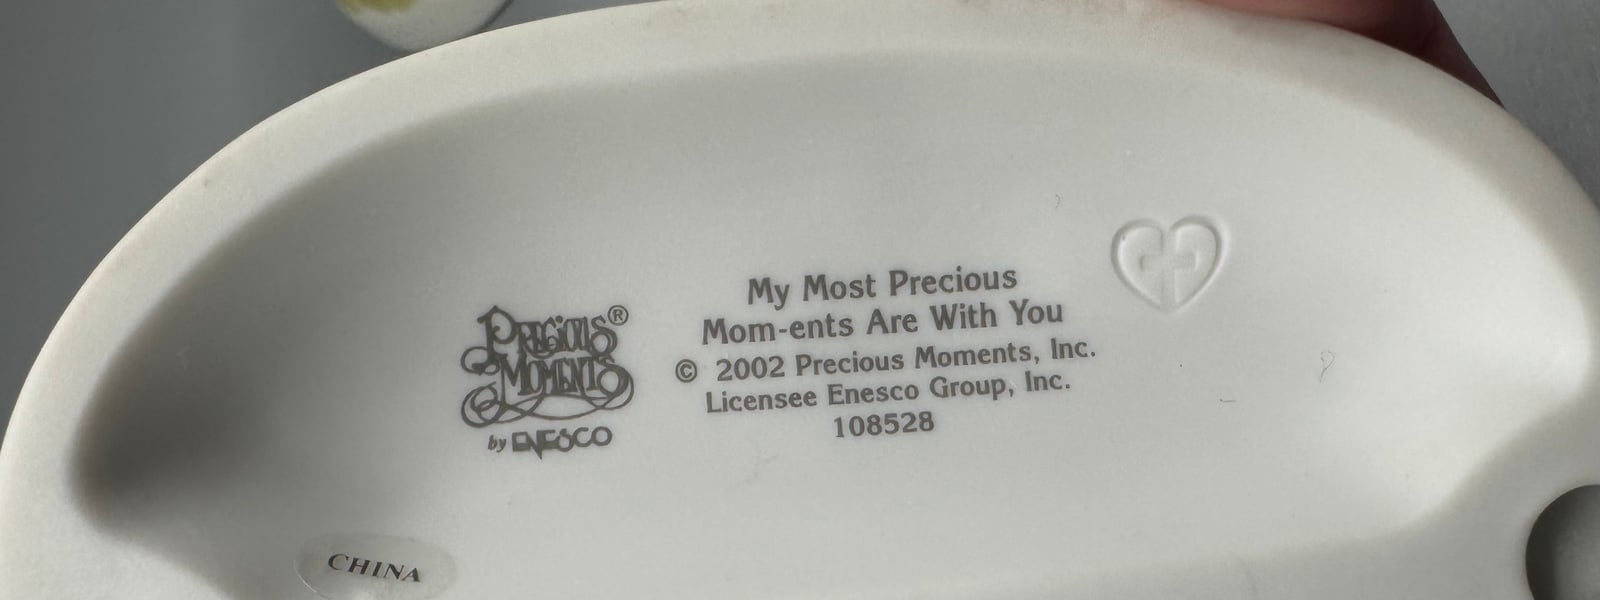 PRECIOUS MOMENTS®
by ENESCO
My Most Precious
Mom-ents Are With You
© 2002 Precious Moments, Inc.
Licensee Enesco Group, Inc.
108528
CHINA